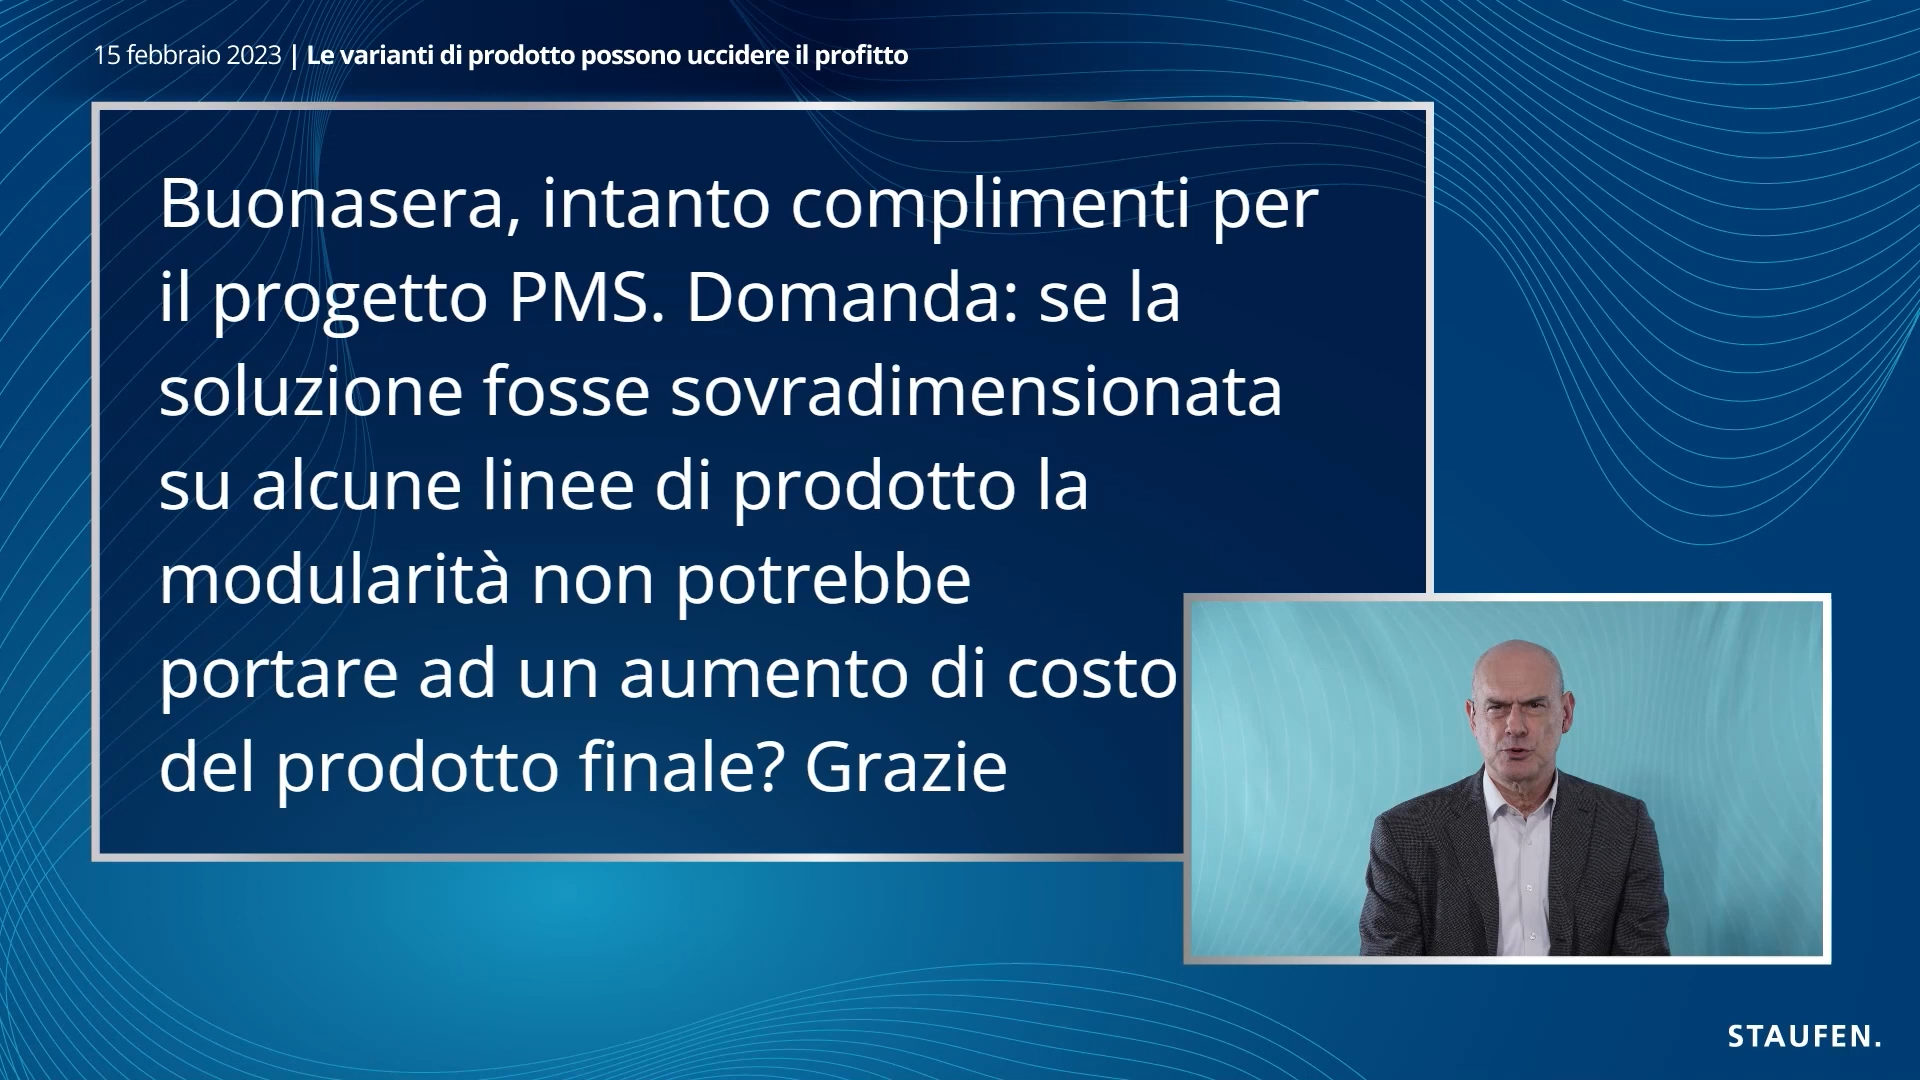 15 febbraio 2023 | Le varianti di prodotto possono uccidere il profitto
Buonasera, intanto complimenti per
il progetto PMS. Domanda: se la
soluzione fosse sovradimensionata
su alcune linee di prodotto la
modularità non potrebbe
portare ad un aumento di costo
del prodotto finale? Grazie
STAUFEN.